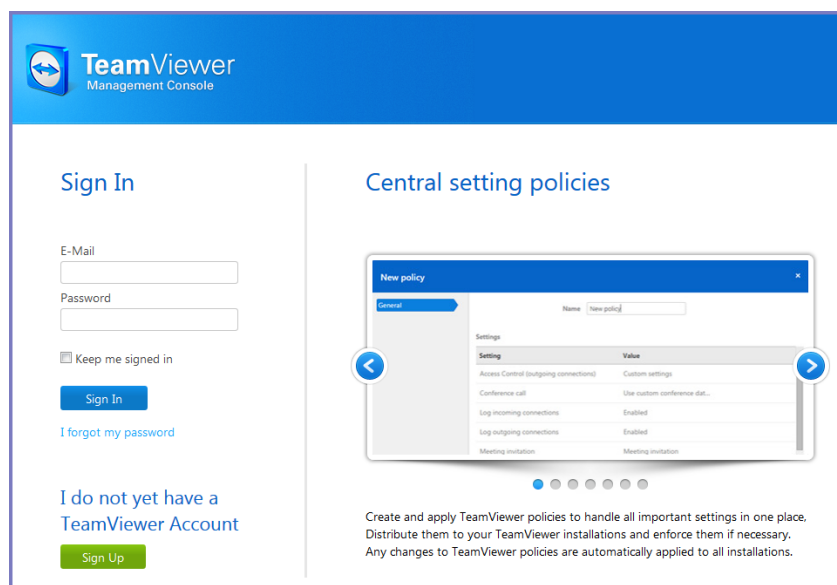 TeamViewer
Management Console
Sign In
E-Mail
Password
Keep me signed in
Sign In
I forgot my password
I do not yet have a
TeamViewer Account
Sign Up
Central setting policies
New policy
×
General
Name New policy
Settings
Setting Value
Access Control (outgoing connections) Custom settings
Conference call Use custom conference dat...
Log incoming connections Enabled
Log outgoing connections Enabled
Meeting invitation Meeting invitation
Create and apply TeamViewer policies to handle all important settings in one place,
Distribute them to your TeamViewer installations and enforce them if necessary.
Any changes to TeamViewer policies are automatically applied to all installations.